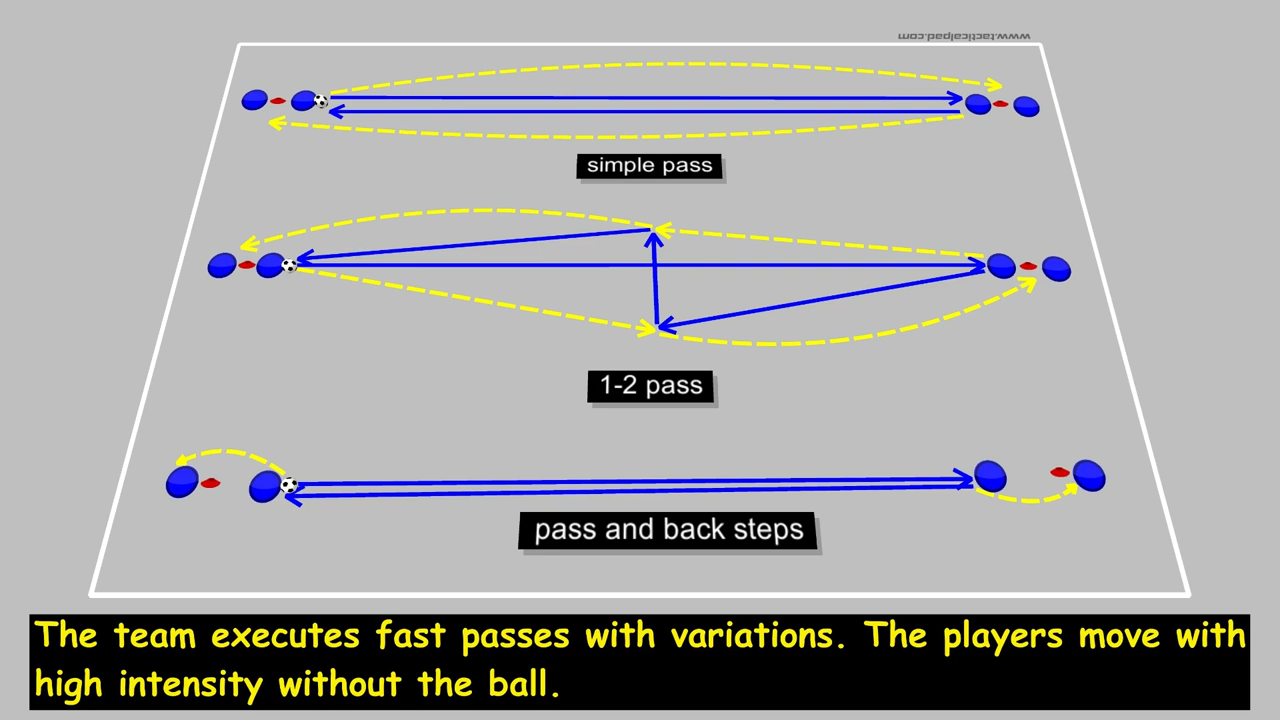 www.tacticalpad.com
simple pass
1-2 pass
pass and back steps
The team executes fast passes with variations. The players move with
high intensity without the ball.